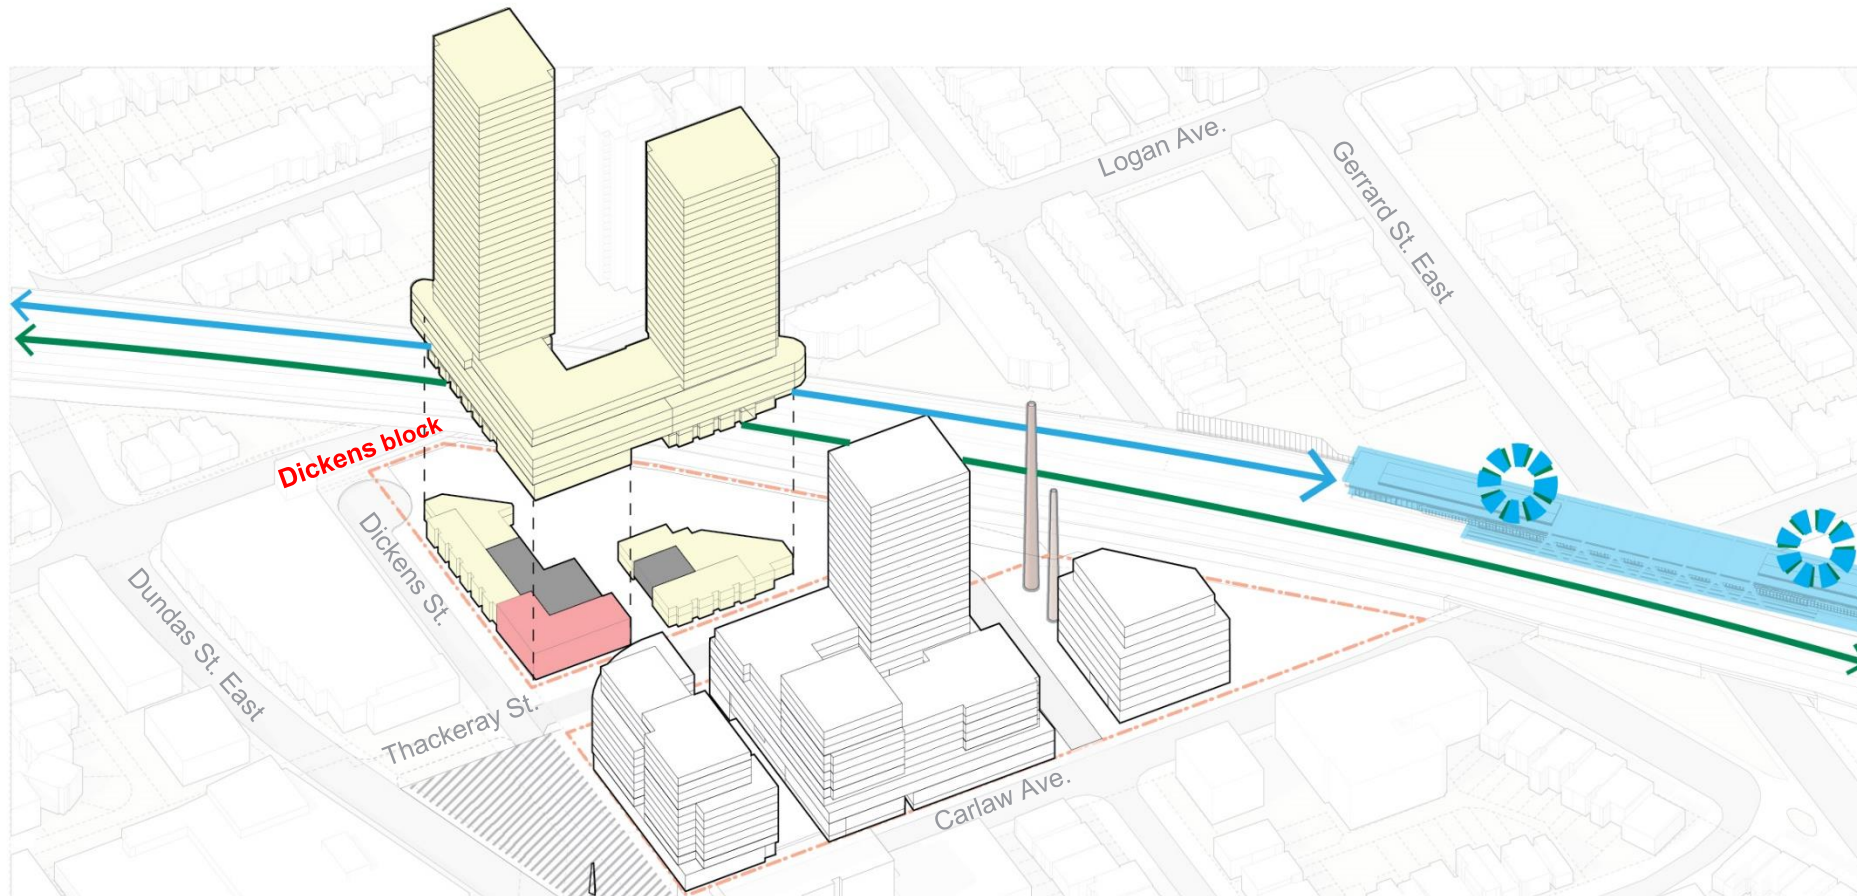 Logan Ave.
Gerrard St. East
Dickens block
Dickens St.
Dundas St. East
Thackeray St.
Carlaw Ave.